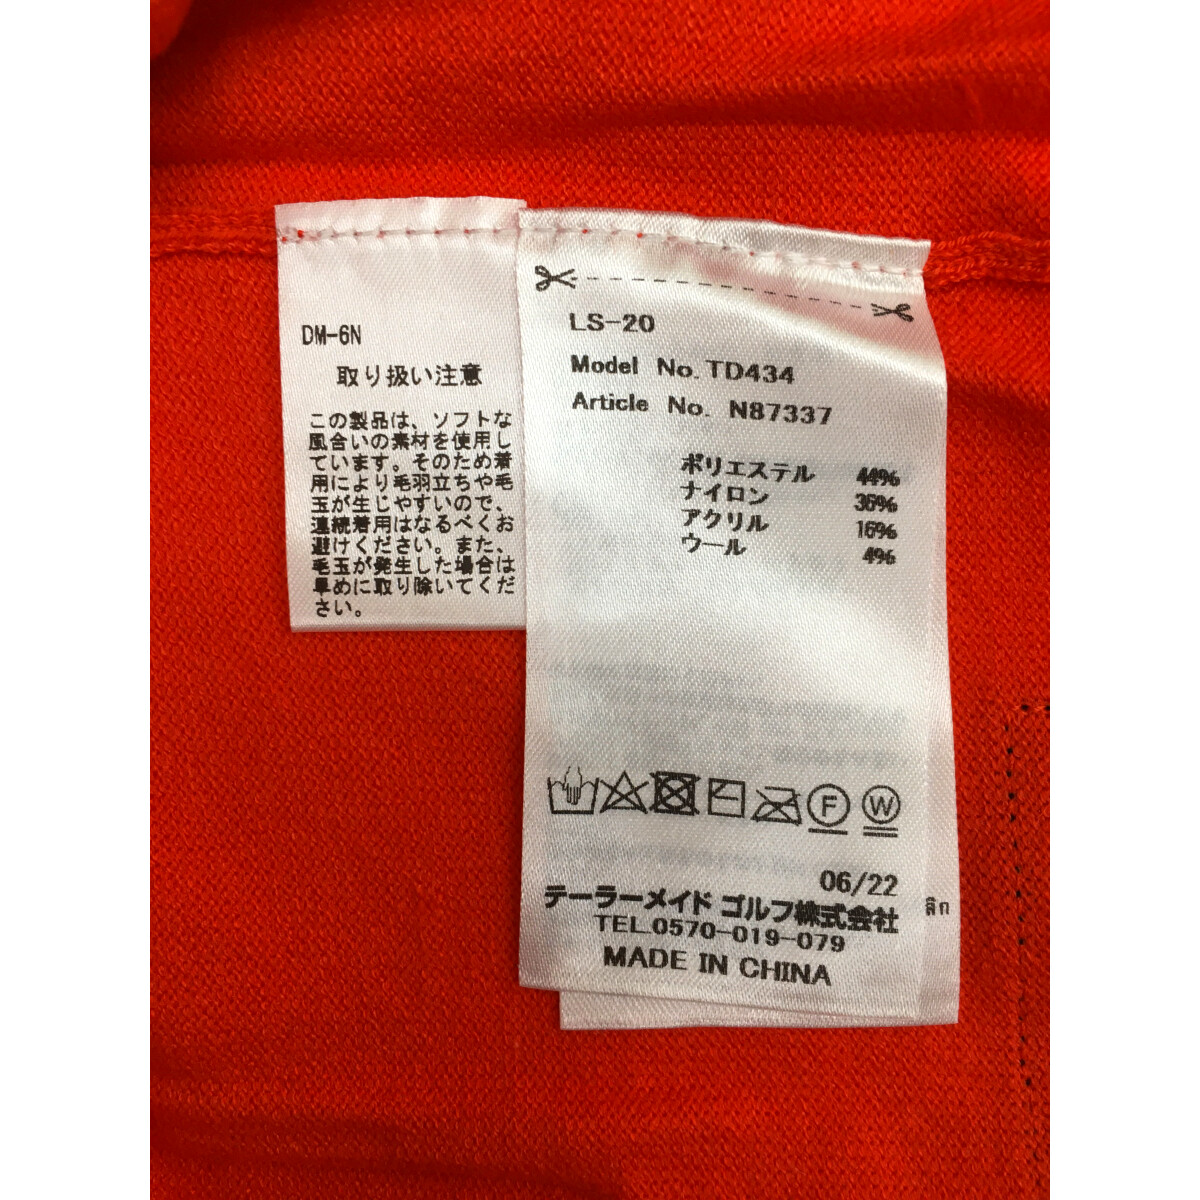 DM-6N
取り扱い注意
この製品は、ソフトな
風合いの素材を使用し
ています。そのため着
用により毛羽立ちや毛
玉が生じやすいので、
連続着用はなるべくお
避けください。また、
毛玉が発生した場合は
早めに取り除いてくだ
さい。
LS-20
Model No. TD434
Article No. N87337
ポリエステル 44%
ナイロン 36%
アクリル 16%
ウール 4%
F W
06/22
テーラーメイド ゴルフ株式会社
TEL.0570-019-079
MADE IN CHINA